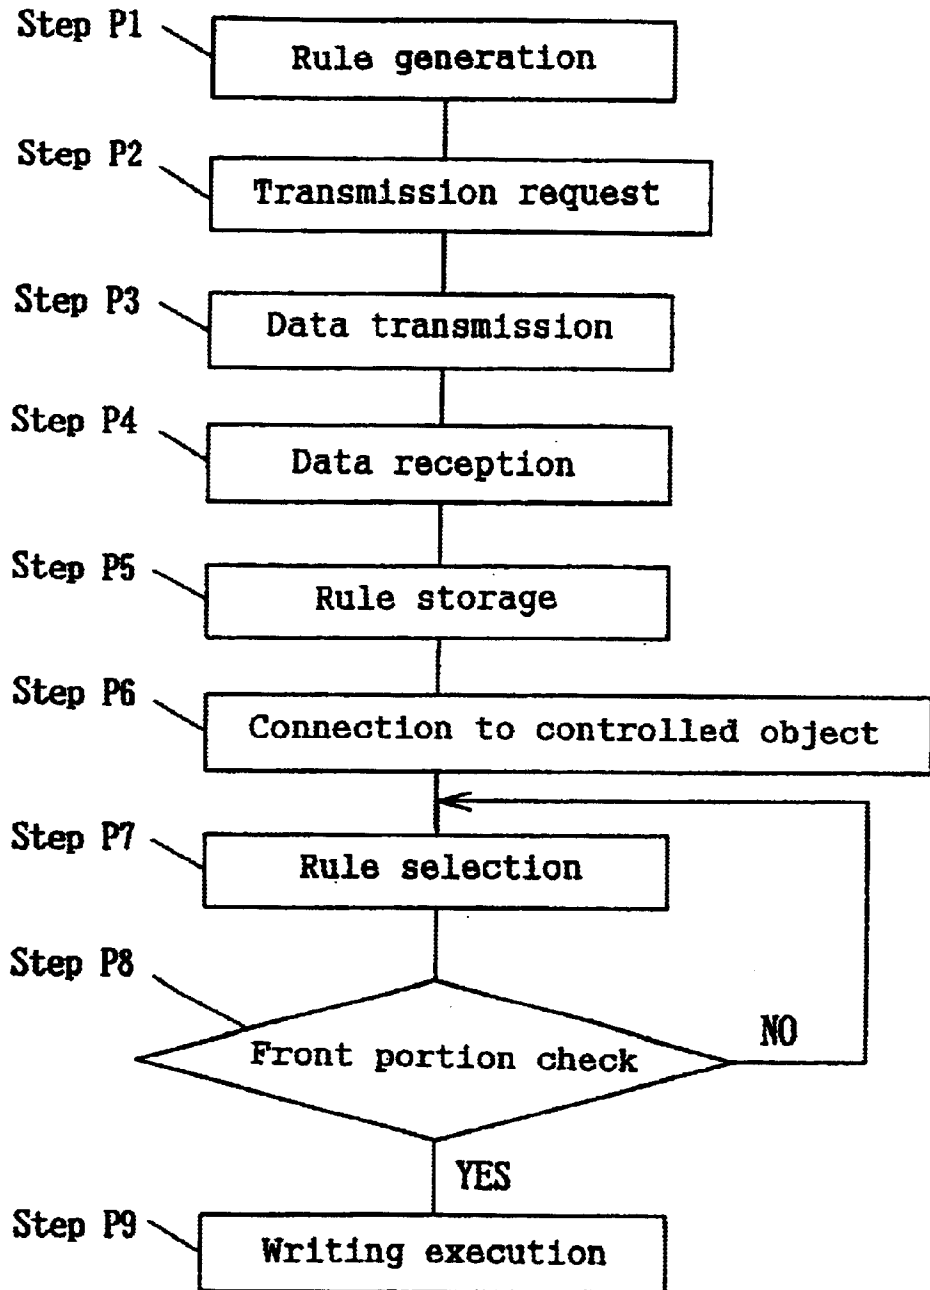 Step P1
Rule generation
Step P2
Transmission request
Step P3
Data transmission
Step P4
Data reception
Step P5
Rule storage
Step P6
Connection to controlled object
Step P7
Rule selection
Step P8
Front portion check
NO
YES
Step P9
Writing execution